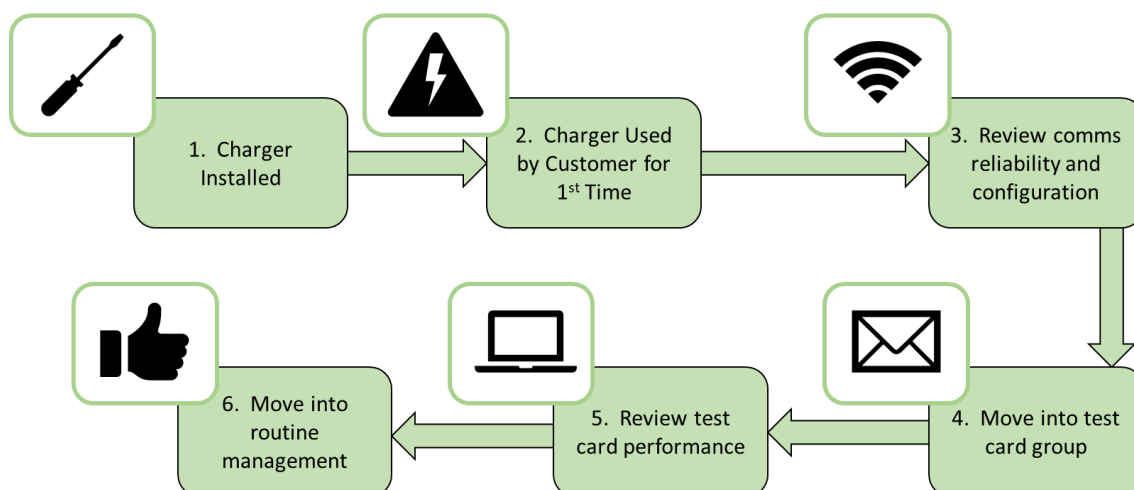 1. Charger
Installed
2. Charger Used
by Customer for
1st Time
3. Review comms
reliability and
configuration
4. Move into test
card group
5. Review test
card performance
6. Move into
routine
management